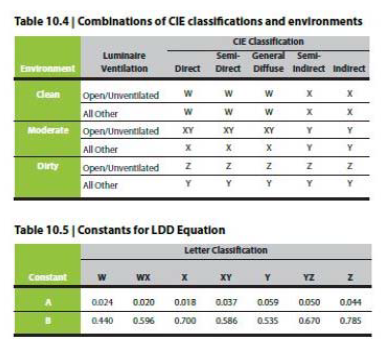 Table 10.4 | Combinations of CIE classifications and environments
CIE Classification
Environment Luminaire Ventilation Direct Semi-Direct General Diffuse Semi-Indirect Indirect
Clean Open/Unventilated W W W X X
All Other W W W X X
Moderate Open/Unventilated XY XY XY Y Y
All Other X X X Y Y
Dirty Open/Unventilated Z Z Z Z Z
All Other Y Y Y Y Y
Table 10.5 | Constants for LDD Equation
Letter Classification
Constant W WX X XY Y YZ Z
A 0.024 0.020 0.018 0.037 0.059 0.050 0.044
B 0.440 0.596 0.700 0.586 0.535 0.670 0.785